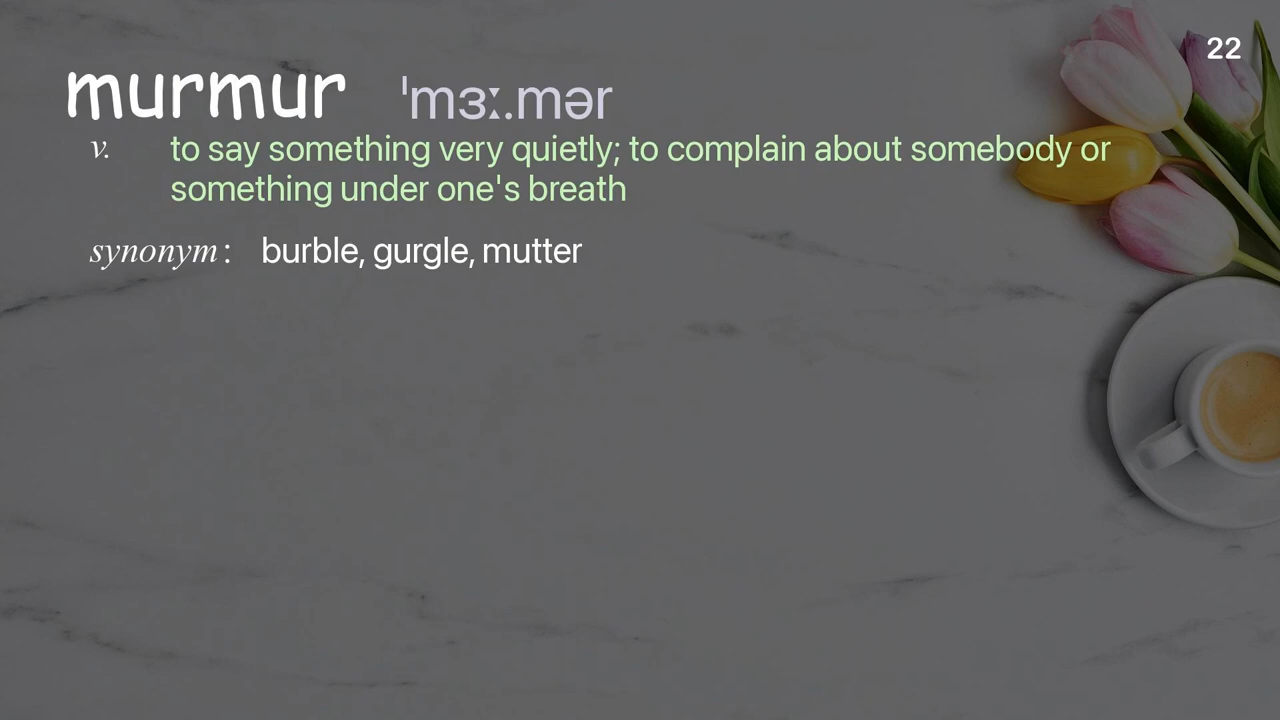 22
murmur ˈmɜː.mər
v. to say something very quietly; to complain about somebody or
something under one's breath
synonym: burble, gurgle, mutter